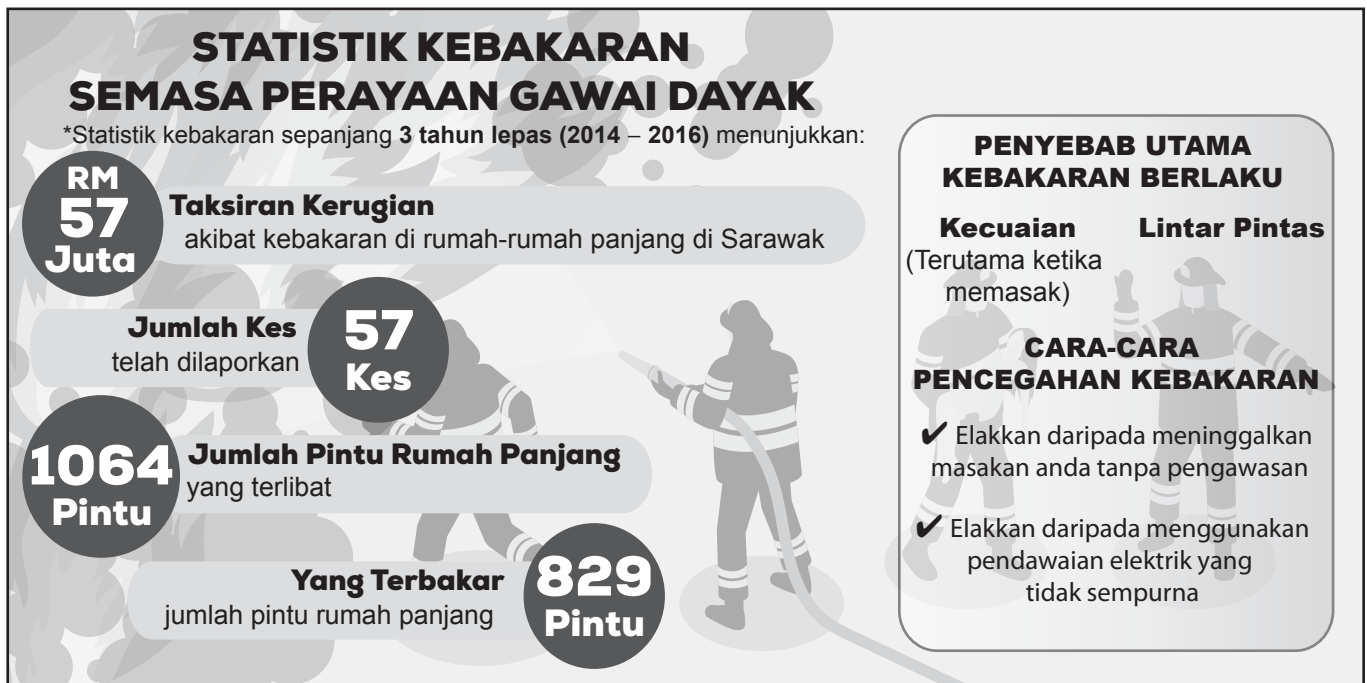 STATISTIK KEBAKARAN
SEMASA PERAYAAN GAWAI DAYAK
*Statistik kebakaran sepanjang 3 tahun lepas (2014 – 2016) menunjukkan:
RM
57
Juta
Taksiran Kerugian
akibat kebakaran di rumah-rumah panjang di Sarawak
Jumlah Kes
telah dilaporkan
57
Kes
1064
Pintu
Jumlah Pintu Rumah Panjang
yang terlibat
Yang Terbakar
jumlah pintu rumah panjang
829
Pintu
PENYEBAB UTAMA
KEBAKARAN BERLAKU
Kecuaian
(Terutama ketika
memasak)
Lintar Pintas
CARA-CARA
PENCEGAHAN KEBAKARAN
✔ Elakkan daripada meninggalkan
masakan anda tanpa pengawasan
✔ Elakkan daripada menggunakan
pendawaian elektrik yang
tidak sempurna